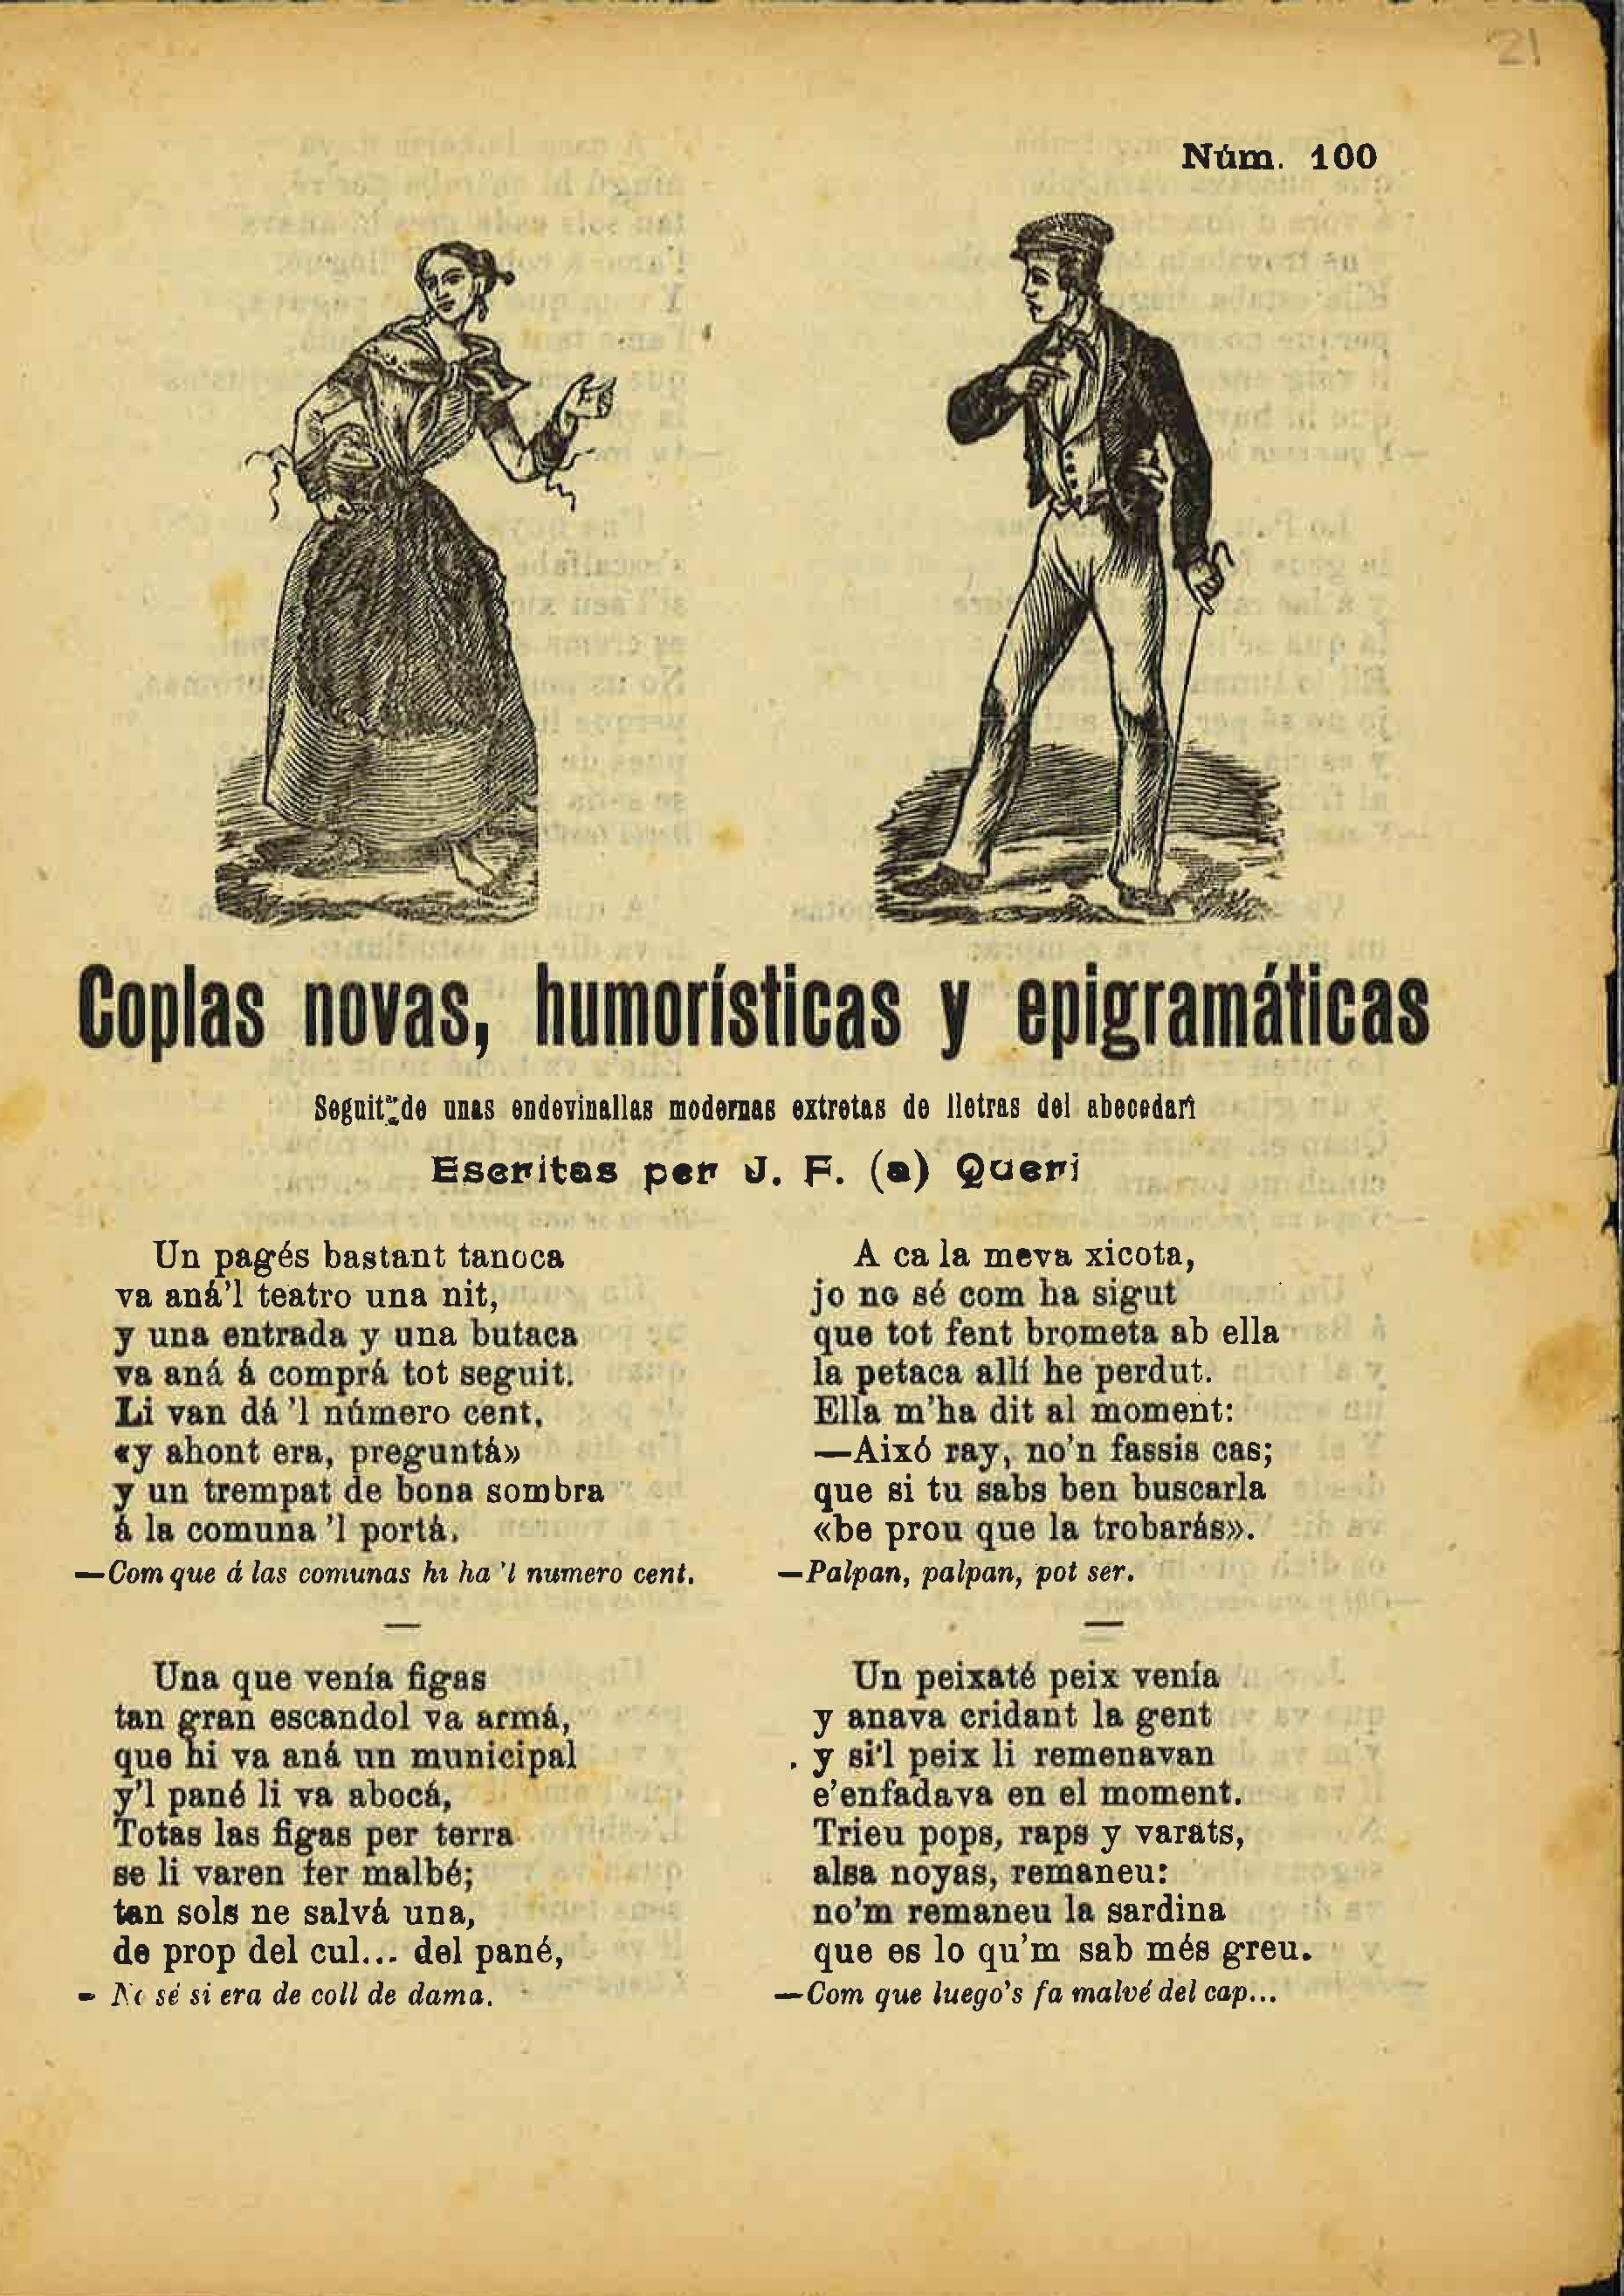 21
Núm. 100
Coplas novas, humorísticas y epigramáticas
Seguit de unas endevinallas modernas extretas de lletras del abecedari
Escritas per J. F. (a) Queri
Un pagés bastant tanoca
va aná'l teatro una nit,
y una entrada y una butaca
va aná á comprá tot seguit.
Li van dá 'l número cent,
«y ahont era, preguntá»
y un trempat de bona sombra
á la comuna 'l portá.
—Com que á las comunas hi ha 'l numero cent.
Una que venía figas
tan gran escandol va armá,
que hi va aná un municipal
y'l pané li va abocá,
Totas las figas per terra
se li varen fer malbé;
tan sols ne salvá una,
de prop del cul... del pané,
- No sé si era de coll de dama.
A ca la meva xicota,
jo no sé com ha sigut
que tot fent brometa ab ella
la petaca allí he perdut.
Ella m'ha dit al moment:
—Aixó ray, no'n fassis cas;
que si tu sabs ben buscarla
«be prou que la trobarás».
—Palpan, palpan, pot ser.
Un peixaté peix venía
y anava cridant la gent
. y si'l peix li remenavan
e'enfadava en el moment.
Trieu pops, raps y varats,
alsa noyas, remaneu:
no'm remaneu la sardina
que es lo qu'm sab més greu.
—Com que luego's fa malvé del cap...